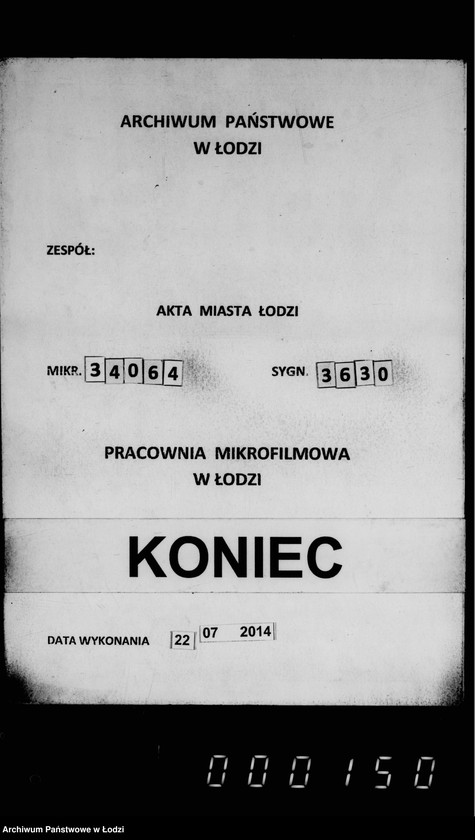 ARCHIWUM PAŃSTWOWE
W ŁODZI
ZESPÓŁ:
AKTA MIASTA ŁODZI
MIKR. 34064 SYGN. 3630
PRACOWNIA MIKROFILMOWA
W ŁODZI
KONIEC
DATA WYKONANIA 22 07 2014
000150
Archiwum Państwowe w Łodzi